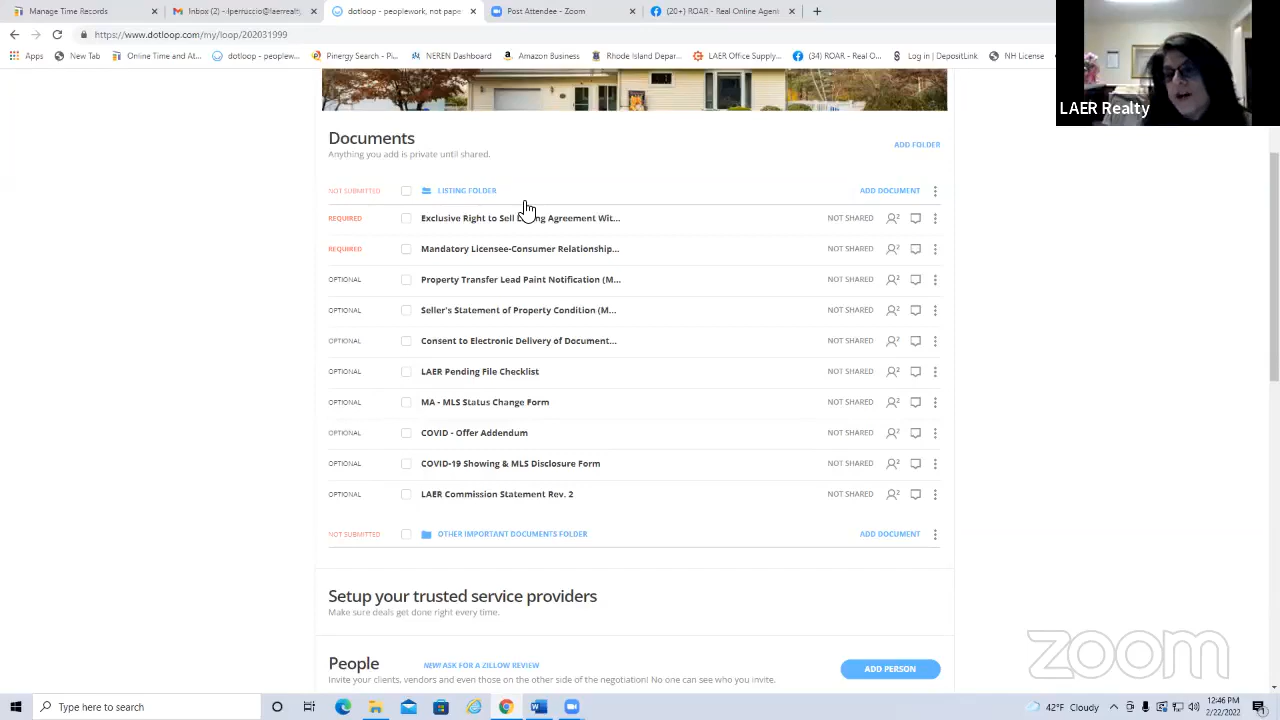 Manage Time Records
Inbox (7) - kperruccio@laerrealty
Post Attendee - Zoom
(20+) ROAR - Real Online Agent
https://www.dotloop.com/my/loop/202031999
Apps
New Tab
Online Time and At...
dotloop - peoplew...
Pinergy Search - Pi...
NEREN Dashboard
Amazon Business
Rhode Island Depar...
LAER Office Supply...
(34) ROAR - Real O...
Log in | DepositLink
NH License
LAER Realty
Documents
Anything you add is private until shared.
ADD FOLDER
NOT SUBMITTED LISTING FOLDER ADD DOCUMENT
REQUIRED Exclusive Right to Sell Agreement Wit... NOT SHARED 2
REQUIRED Mandatory Licensee-Consumer Relationship... NOT SHARED 2
OPTIONAL Property Transfer Lead Paint Notification (M... NOT SHARED 2
OPTIONAL Seller's Statement of Property Condition (M... NOT SHARED 2
OPTIONAL Consent to Electronic Delivery of Document... NOT SHARED 2
OPTIONAL LAER Pending File Checklist NOT SHARED 2
OPTIONAL MA - MLS Status Change Form NOT SHARED 2
OPTIONAL COVID - Offer Addendum NOT SHARED 2
OPTIONAL COVID-19 Showing & MLS Disclosure Form NOT SHARED 2
OPTIONAL LAER Commission Statement Rev. 2 NOT SHARED 2
NOT SUBMITTED OTHER IMPORTANT DOCUMENTS FOLDER ADD DOCUMENT
Setup your trusted service providers
Make sure deals get done right every time.
People NEW! ASK FOR A ZILLOW REVIEW ADD PERSON
Invite your clients, vendors and even those on the other side of the negotiation! No one can see who you invite.
zoom
Type here to search
42°F Cloudy
12:46 PM
2/22/2022